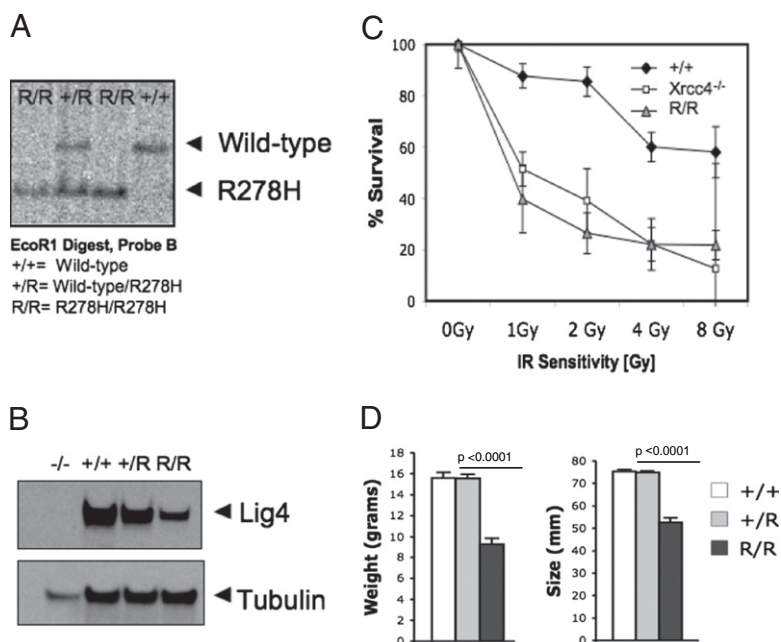 A
R/R +/R R/R +/+
Wild-type
R278H
EcoR1 Digest, Probe B
+/+= Wild-type
+/R= Wild-type/R278H
R/R= R278H/R278H
C
% Survival
100
80
60
40
20
0
+/+
Xrcc4-/-
R/R
0Gy 1Gy 2 Gy 4 Gy 8 Gy
IR Sensitivity [Gy]
B
-/- +/+ +/R R/R
Lig4
Tubulin
D
Weight (grams)
18
16
14
12
10
8
6
4
2
0
p <0.0001
Size (mm)
80
70
60
50
40
30
20
10
0
p <0.0001
+/+
+/R
R/R